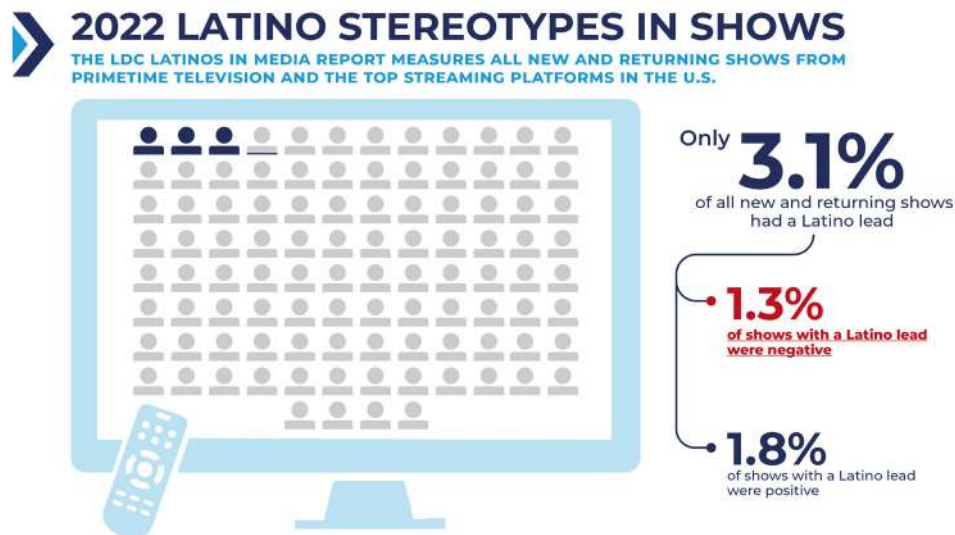 2022 LATINO STEREOTYPES IN SHOWS
THE LDC LATINOS IN MEDIA REPORT MEASURES ALL NEW AND RETURNING SHOWS FROM
PRIMETIME TELEVISION AND THE TOP STREAMING PLATFORMS IN THE U.S.
Only 3.1%
of all new and returning shows
had a Latino lead
1.3%
of shows with a Latino lead
were negative
1.8%
of shows with a Latino lead
were positive